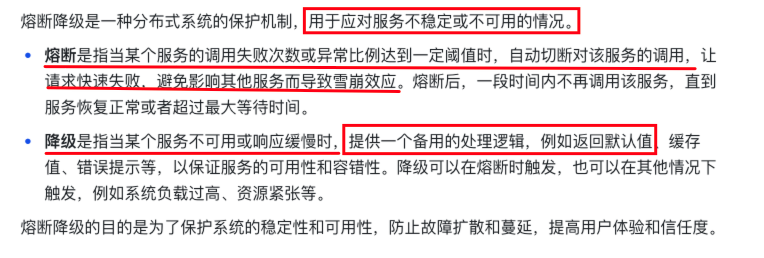 熔断降级是一种分布式系统的保护机制，用于应对服务不稳定或不可用的情况。
熔断是指当某个服务的调用失败次数或异常比例达到一定阈值时，自动切断对该服务的调用，让
请求快速失败，避免影响其他服务而导致雪崩效应。熔断后，一段时间内不再调用该服务，直到
服务恢复正常或者超过最大等待时间。
降级是指当某个服务不可用或响应缓慢时，提供一个备用的处理逻辑，例如返回默认值、缓存
值、错误提示等，以保证服务的可用性和容错性。降级可以在熔断时触发，也可以在其他情况下
触发，例如系统负载过高、资源紧张等。
熔断降级的目的是为了保护系统的稳定性和可用性，防止故障扩散和蔓延，提高用户体验和信任度。